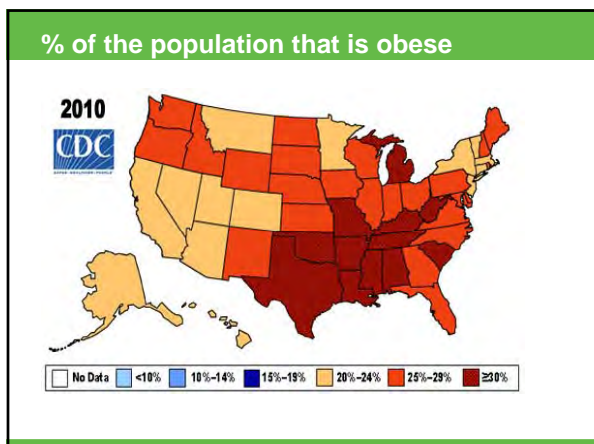 % of the population that is obese
2010
CDC
No Data <10% 10%–14% 15%–19% 20%–24% 25%–29% ≥30%